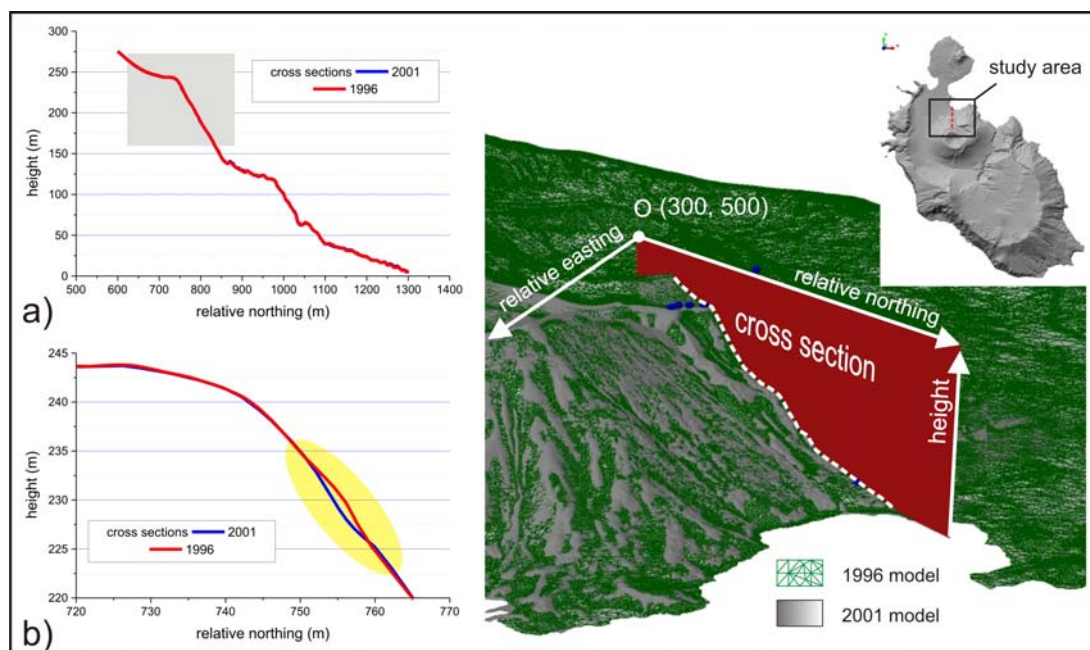 300
250
200
150
100
50
0
height (m)
cross sections 2001
1996
500 600 700 800 900 1000 1100 1200 1300 1400
relative northing (m)
a)
245
240
235
230
225
220
height (m)
cross sections 2001
1996
720 730 740 750 760 770
relative northing (m)
b)
study area
O (300, 500)
relative easting
relative northing
cross section
height
1996 model
2001 model